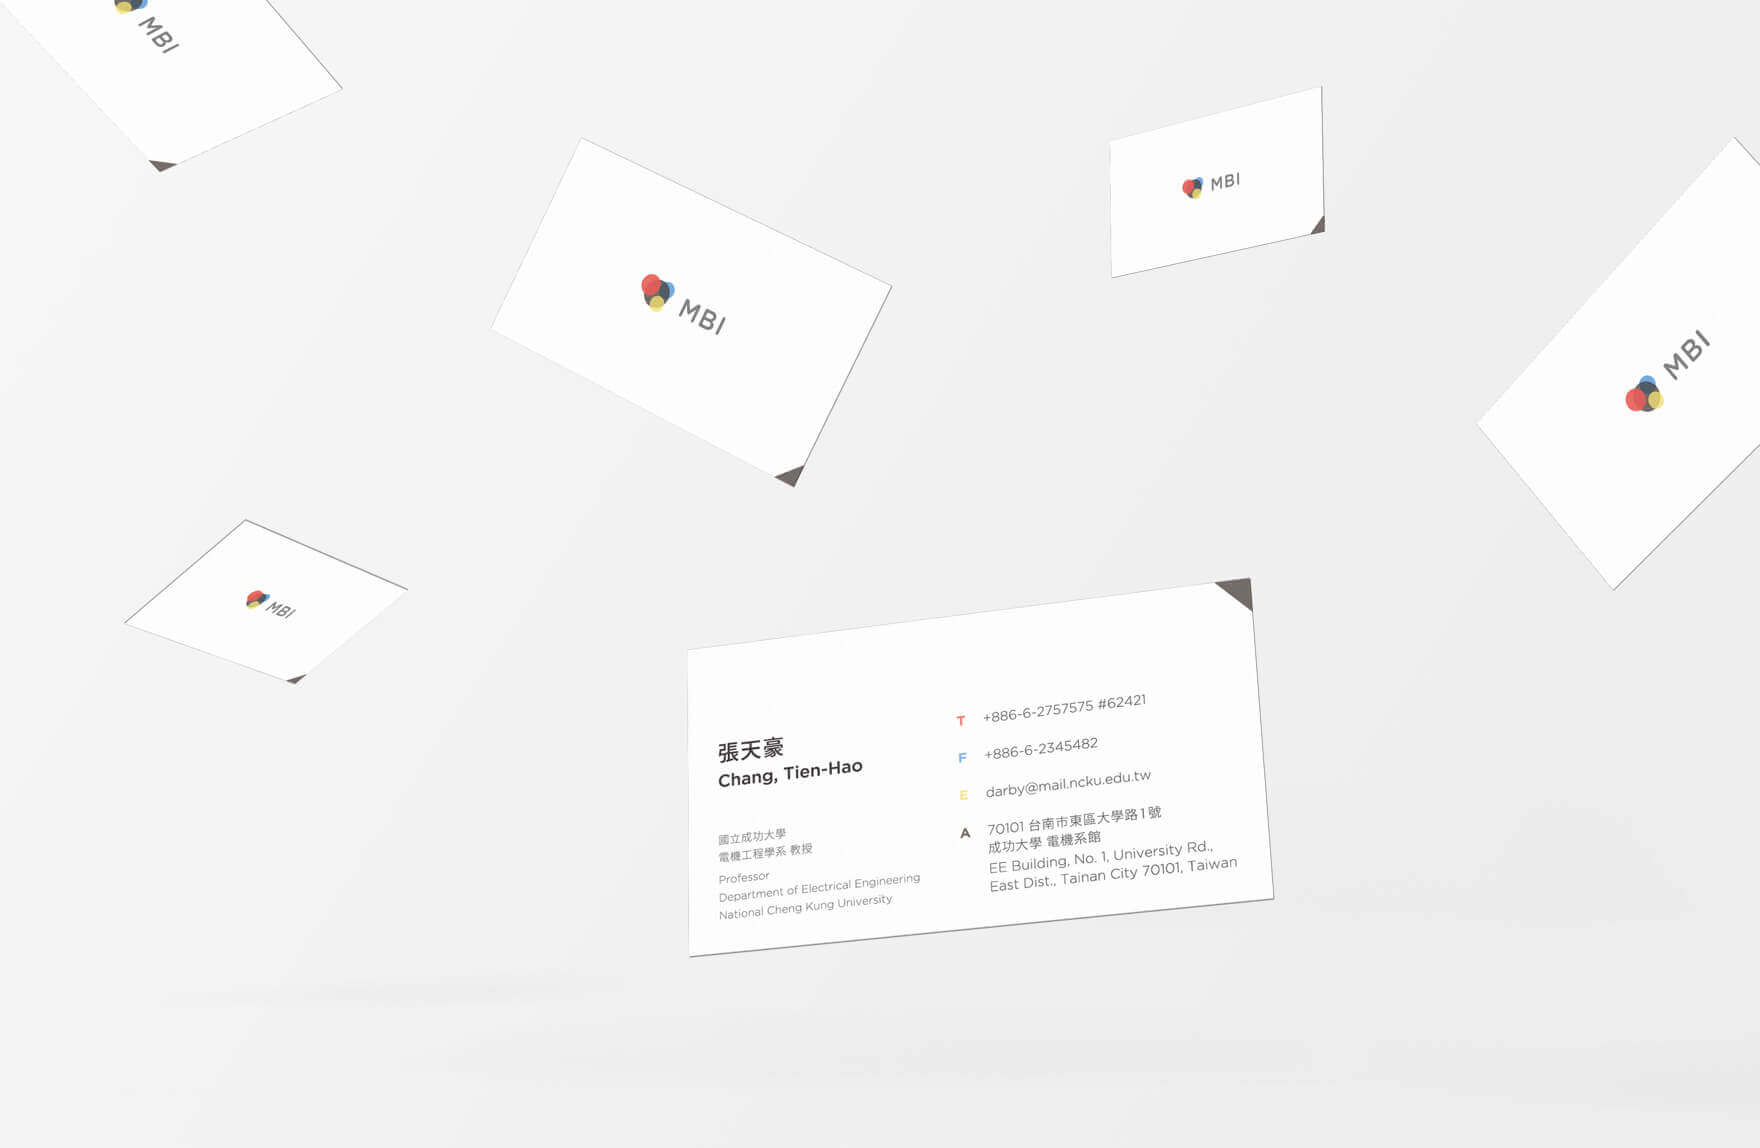 MBI
MBI
MBI
MBI
MBI
張天豪
Chang, Tien-Hao
國立成功大學
電機工程學系 教授
Professor
Department of Electrical Engineering
National Cheng Kung University
T +886-6-2757575 #62421
F +886-6-2345482
E darby@mail.ncku.edu.tw
A 70101 台南市東區大學路1號
成功大學 電機系館
EE Building, No. 1, University Rd.,
East Dist., Tainan City 70101, Taiwan